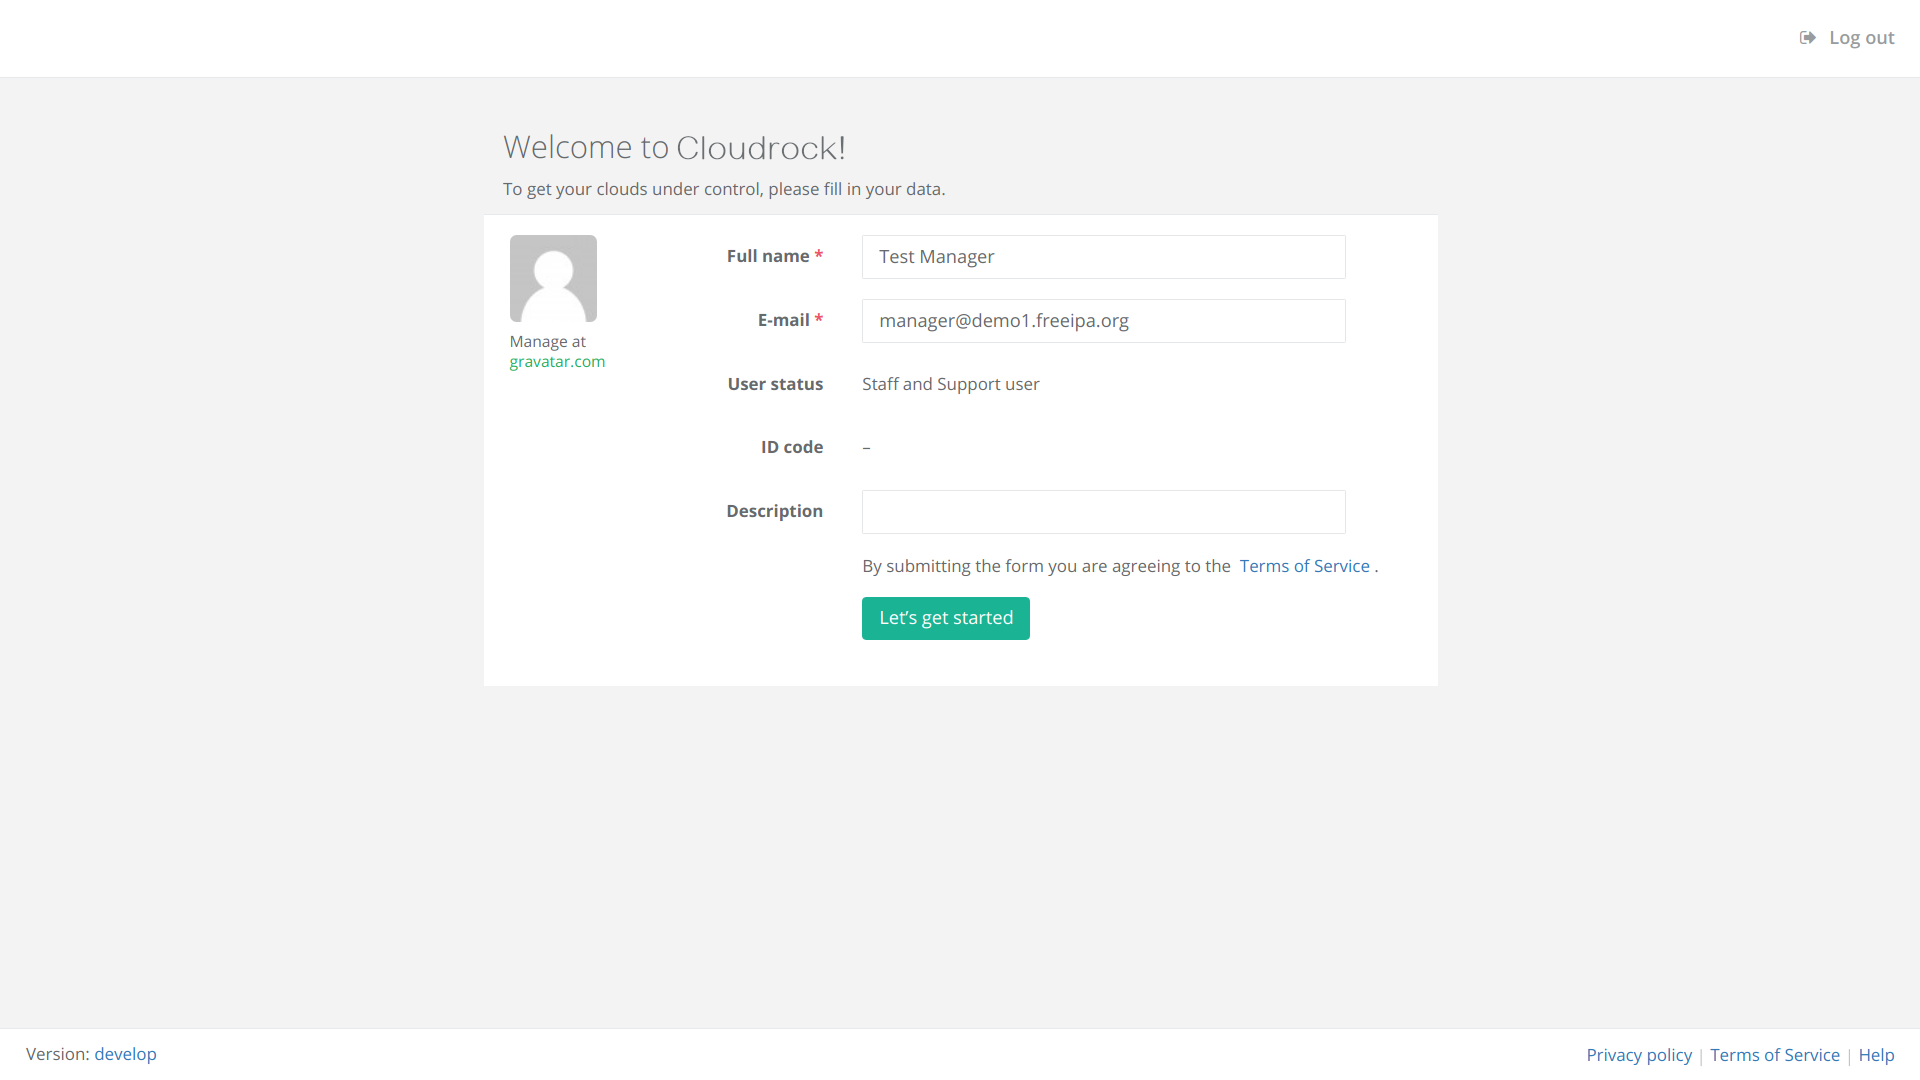 Log out
Welcome to Cloudrock!
To get your clouds under control, please fill in your data.
Manage at
gravatar.com
Full name * Test Manager
E-mail * manager@demo1.freeipa.org
User status Staff and Support user
ID code –
Description
By submitting the form you are agreeing to the Terms of Service .
Let’s get started
Version: develop
Privacy policy | Terms of Service | Help